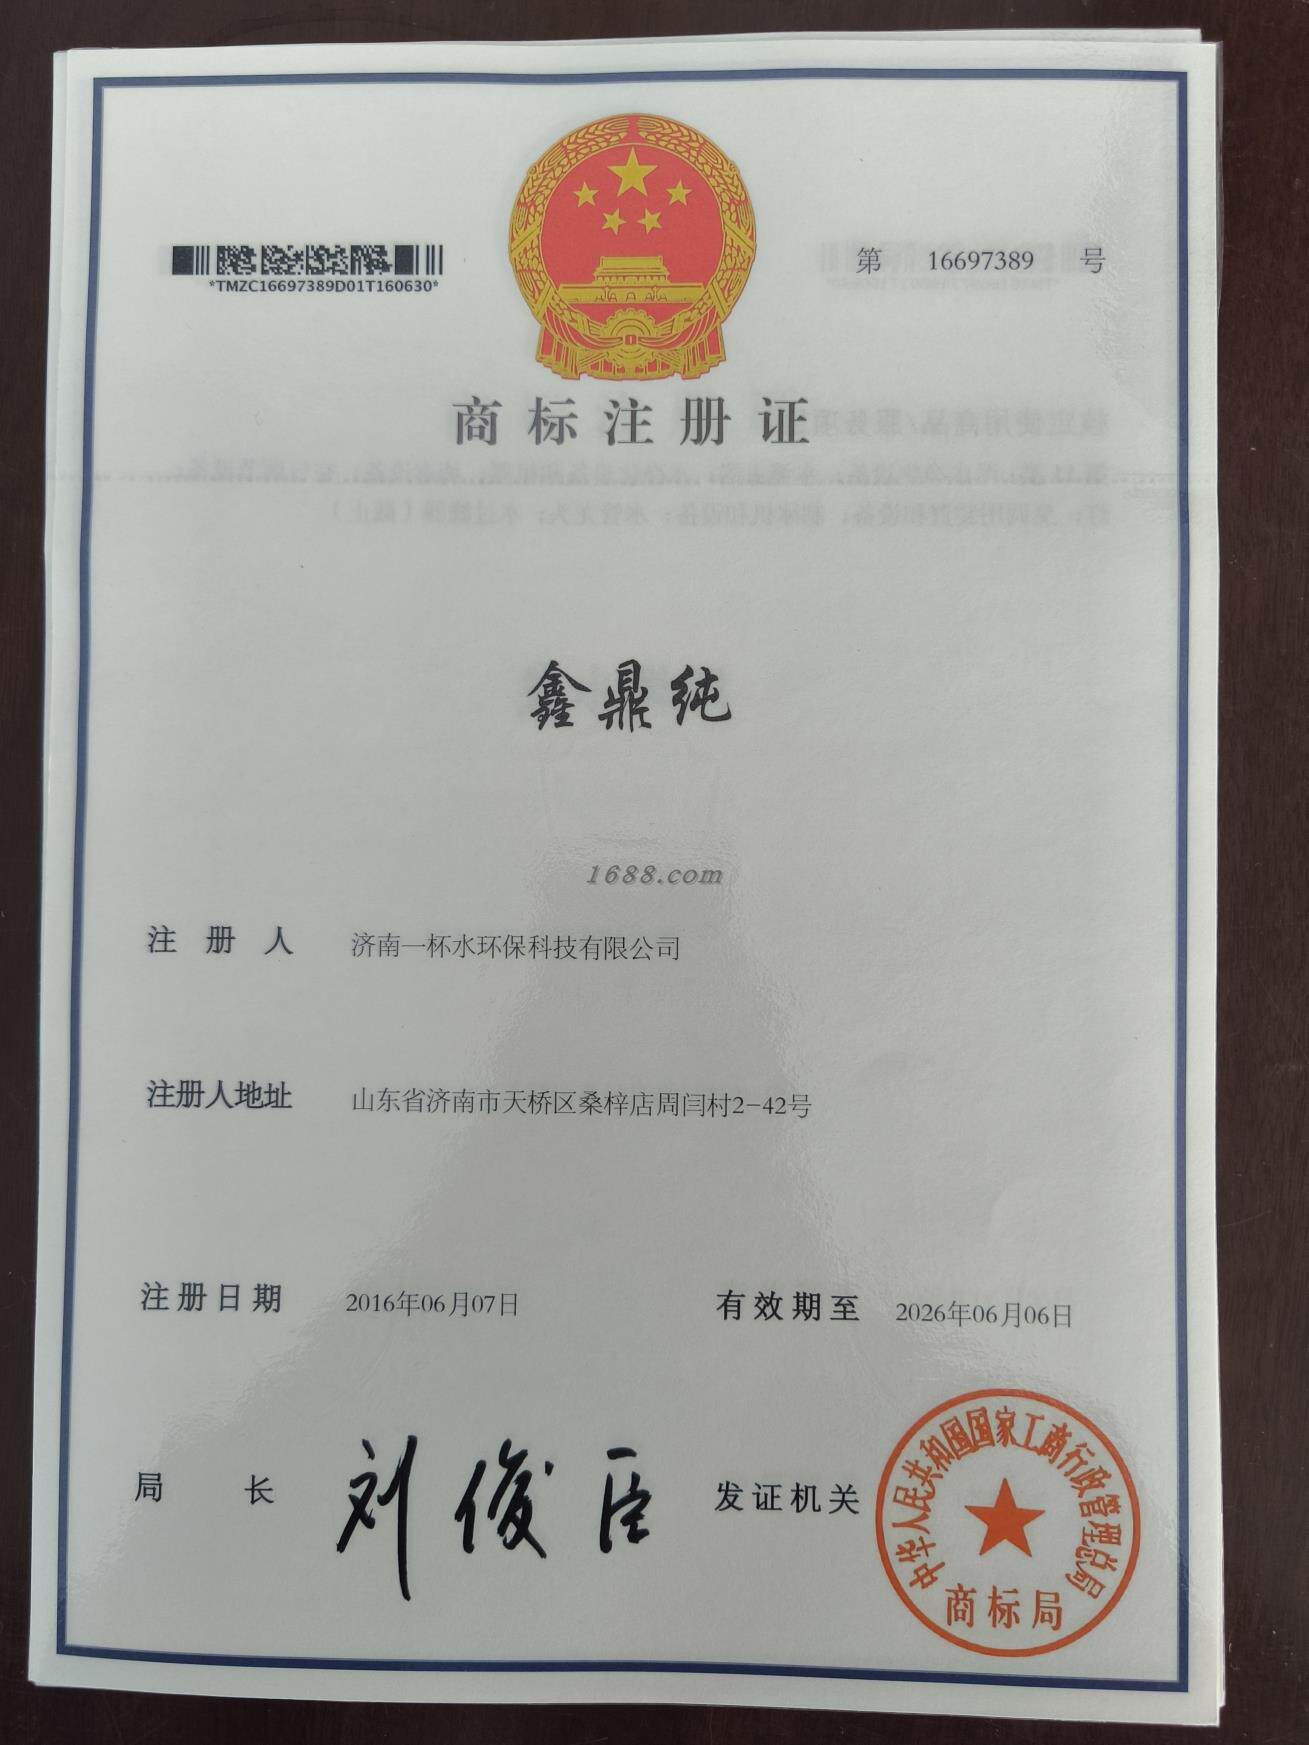 *TMZC16697389D01T160630*
第 16697389 号
商标注册证
鑫鼎纯
1688.com
注册人 济南一杯水环保科技有限公司
注册人地址 山东省济南市天桥区桑梓店周闫村2-42号
注册日期 2016年06月07日 有效期至 2026年06月06日
局长 刘俊臣 发证机关
中华人民共和国国家工商行政管理总局
商标局